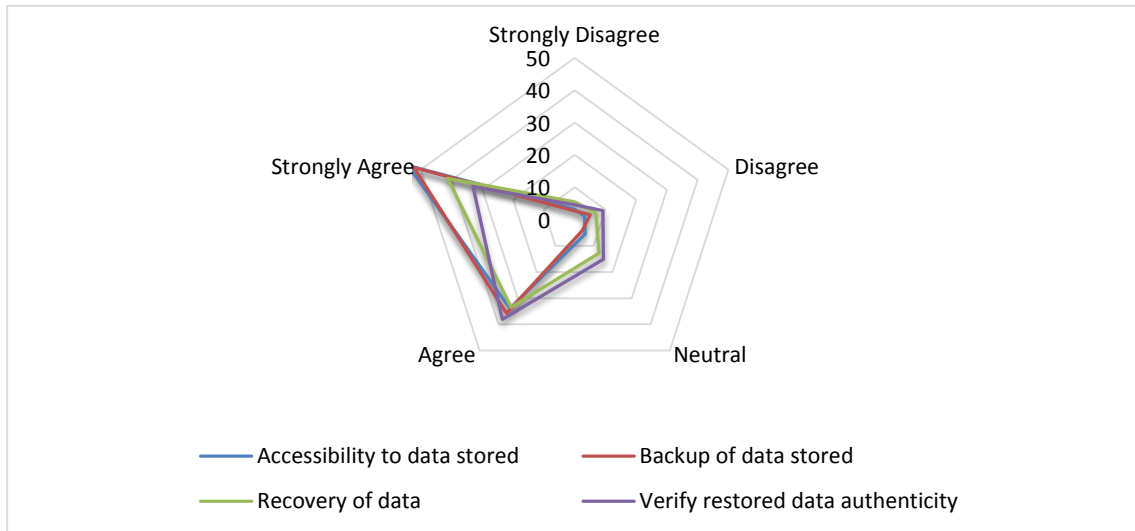 Strongly Disagree
50
40
30
20
10
0
Disagree
Strongly Agree
Agree
Neutral
Accessibility to data stored
Backup of data stored
Recovery of data
Verify restored data authenticity